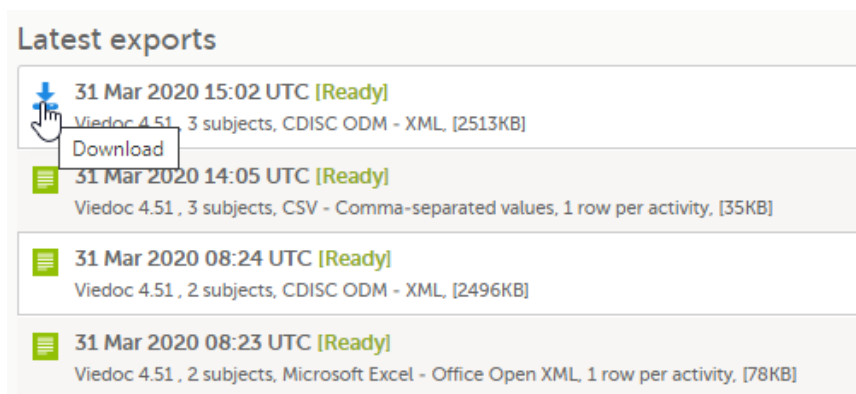 Latest exports
31 Mar 2020 15:02 UTC [Ready]
Viedoc 4.51 , 3 subjects, CDISC ODM - XML, [2513KB]
Download
31 Mar 2020 14:05 UTC [Ready]
Viedoc 4.51 , 3 subjects, CSV - Comma-separated values, 1 row per activity, [35KB]
31 Mar 2020 08:24 UTC [Ready]
Viedoc 4.51 , 2 subjects, CDISC ODM - XML, [2496KB]
31 Mar 2020 08:23 UTC [Ready]
Viedoc 4.51 , 2 subjects, Microsoft Excel - Office Open XML, 1 row per activity, [78KB]